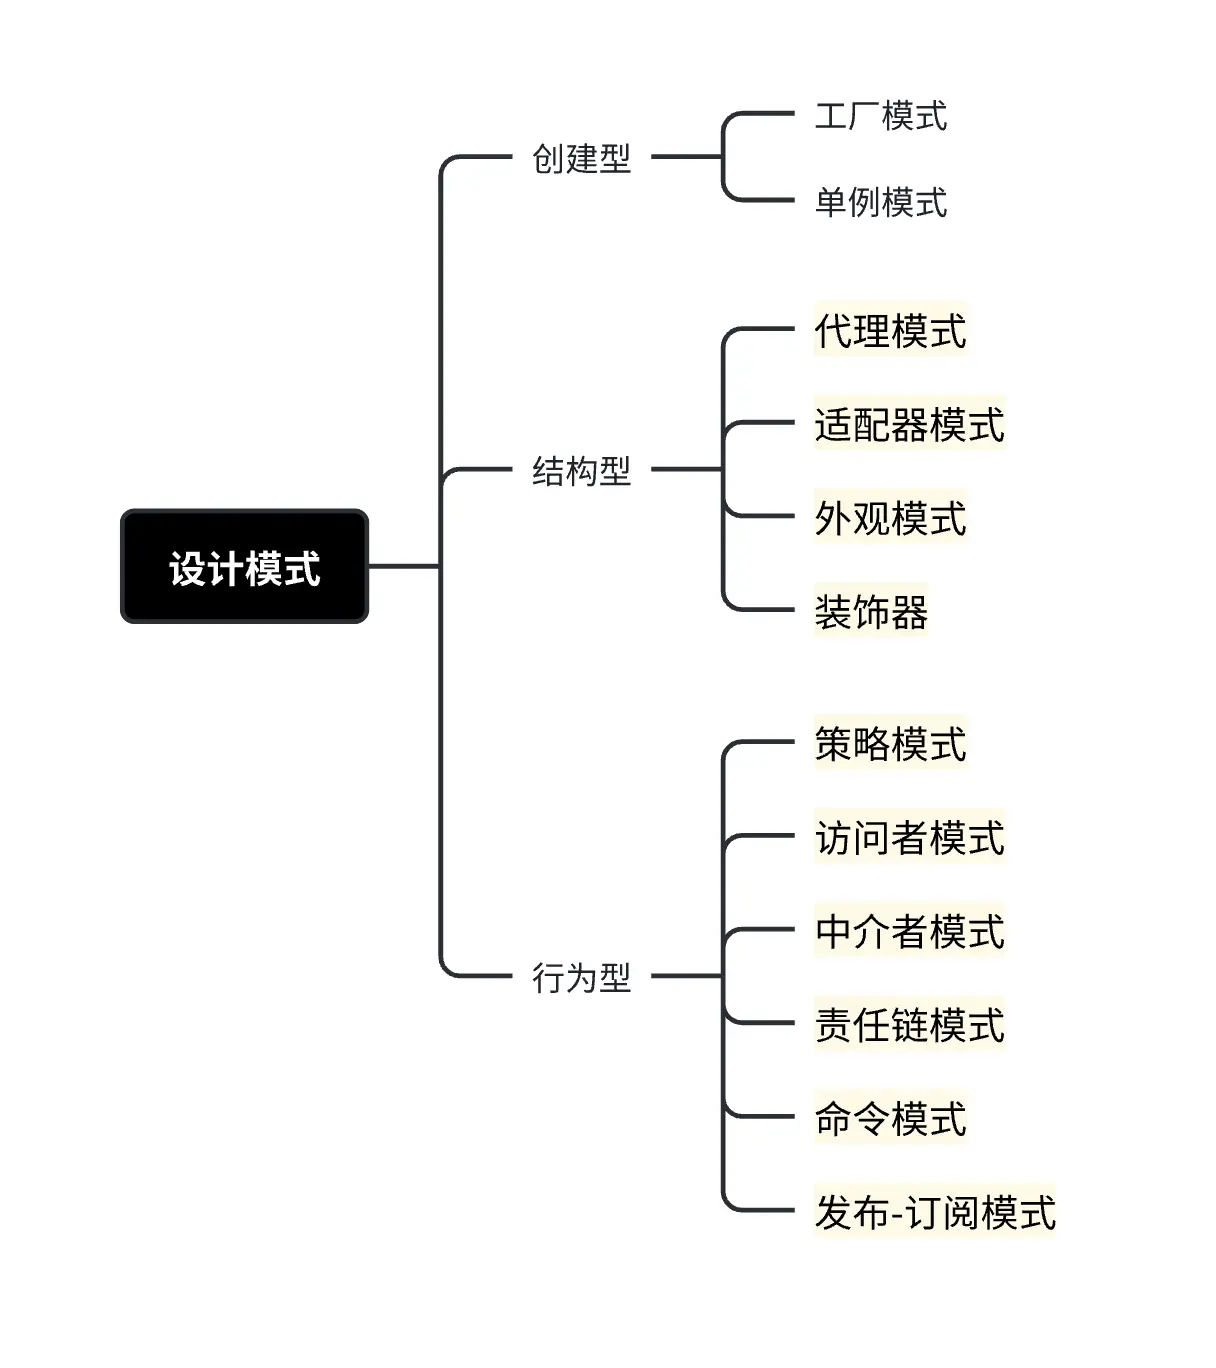 设计模式
创建型
工厂模式
单例模式
结构型
代理模式
适配器模式
外观模式
装饰器
行为型
策略模式
访问者模式
中介者模式
责任链模式
命令模式
发布-订阅模式